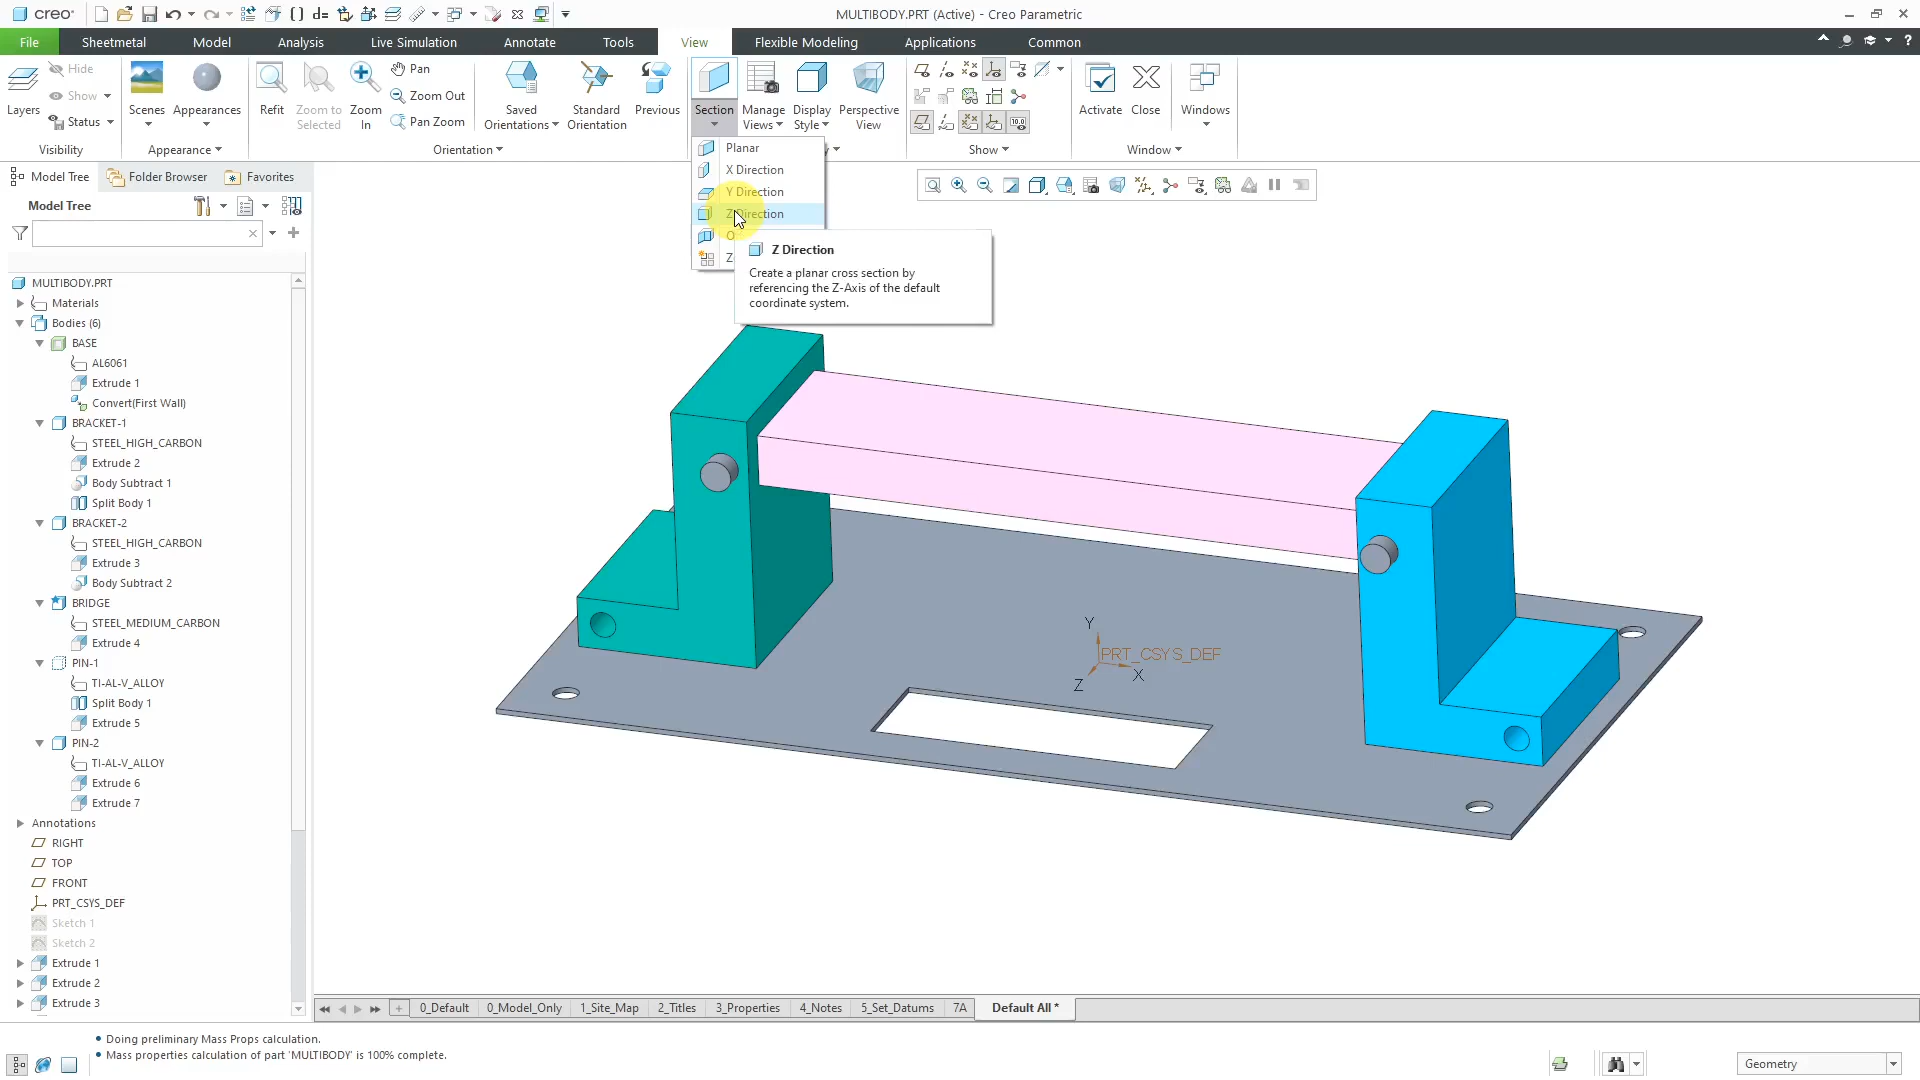 creo
MULTIBODY.PRT (Active) - Creo Parametric
File
Sheetmetal
Model
Analysis
Live Simulation
Annotate
Tools
View
Flexible Modeling
Applications
Common
Layers
Hide
Show
Status
Visibility
Scenes
Appearances
Appearance
Refit
Zoom to Selected
Zoom In
Pan
Zoom Out
Pan Zoom
Saved Orientations
Standard Orientation
Previous
Orientation
Section
Manage Views
Display Style
Perspective View
Show
Activate
Close
Windows
Window
Planar
X Direction
Y Direction
Z Direction
Z Direction
Create a planar cross section by
referencing the Z-Axis of the default
coordinate system.
Model Tree
Folder Browser
Favorites
Model Tree
MULTIBODY.PRT
Materials
Bodies (6)
BASE
AL6061
Extrude 1
Convert(First Wall)
BRACKET-1
STEEL_HIGH_CARBON
Extrude 2
Body Subtract 1
Split Body 1
BRACKET-2
STEEL_HIGH_CARBON
Extrude 3
Body Subtract 2
BRIDGE
STEEL_MEDIUM_CARBON
Extrude 4
PIN-1
TI-AL-V_ALLOY
Split Body 1
Extrude 5
PIN-2
TI-AL-V_ALLOY
Extrude 6
Extrude 7
Annotations
RIGHT
TOP
FRONT
PRT_CSYS_DEF
Sketch 1
Sketch 2
Extrude 1
Extrude 2
Extrude 3
Y
PRT_CSYS_DEF
X
Z
0_Default
0_Model_Only
1_Site_Map
2_Titles
3_Properties
4_Notes
5_Set_Datums
7A
Default All *
• Doing preliminary Mass Props calculation.
• Mass properties calculation of part 'MULTIBODY' is 100% complete.
Geometry